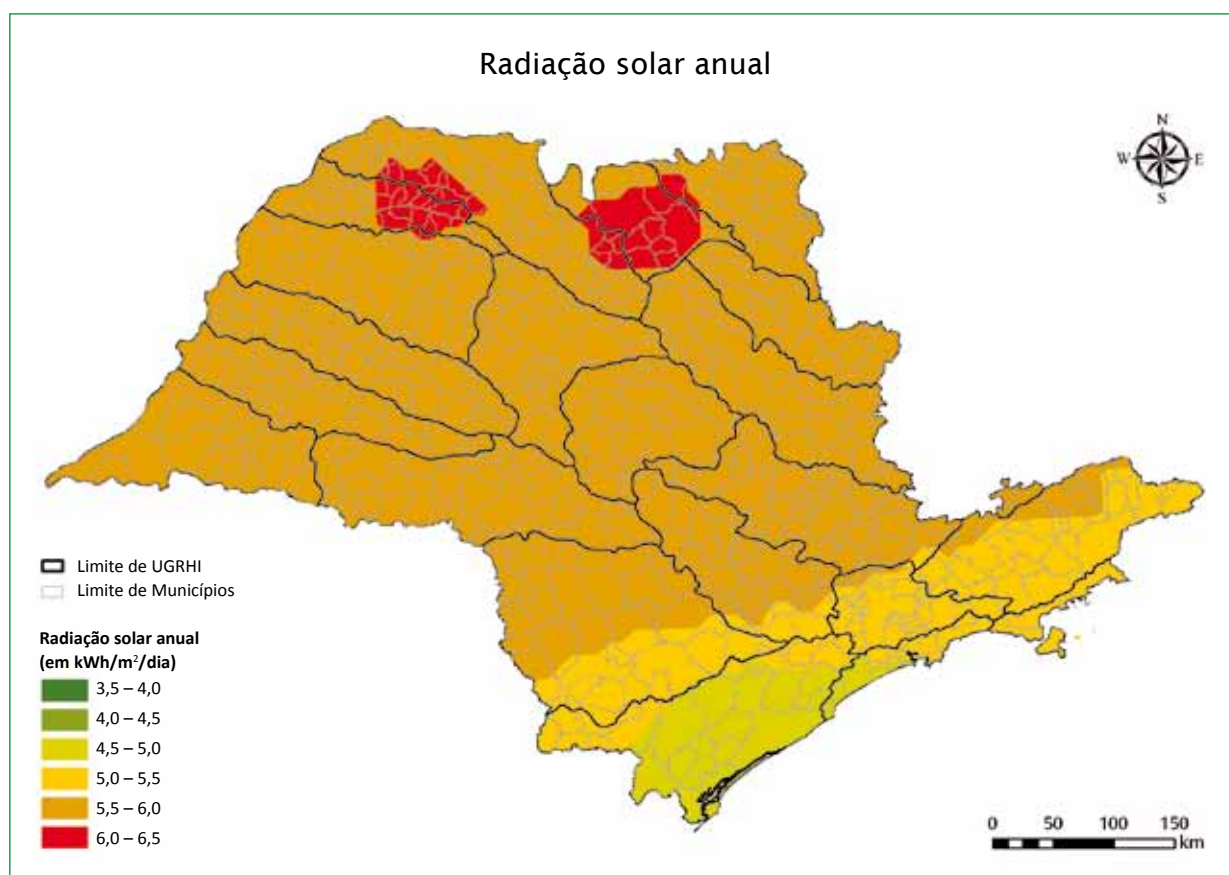 Radiação solar anual
N
W E
S
Limite de UGRHI
Limite de Municípios
Radiação solar anual
(em kWh/m²/dia)
3,5 – 4,0
4,0 – 4,5
4,5 – 5,0
5,0 – 5,5
5,5 – 6,0
6,0 – 6,5
0 50 100 150
km